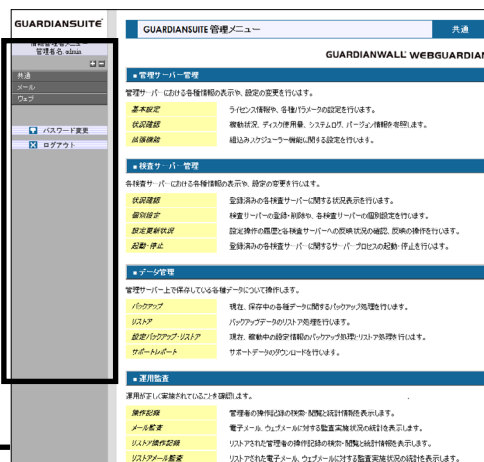 GUARDIANSUITE
情報管理者メニュー
管理者名: admin
共通
メール
ウェブ
パスワード変更
ログアウト
GUARDIANSUITE 管理メニュー
共通
GUARDIANWALL WEBGUARDIAN
■ 管理サーバー管理
管理サーバーにおける各種情報の表示や、設定の変更を行います。
基本設定 ライセンス情報や、各種パラメータの設定を行います。
状況確認 稼動状況、ディスク使用量、システムログ、バージョン情報を参照します。
拡張機能 組込みスケジューラー機能に関する設定を行います。
■ 検査サーバー管理
各検査サーバーにおける各種情報の表示や、設定の変更を行います。
状況確認 登録済みの各検査サーバーに関する状況表示を行います。
個別設定 検査サーバーの登録・削除や、各検査サーバーの個別設定を行います。
設定更新状況 設定操作の履歴と各検査サーバーへの反映状況の確認、反映の操作を行います。
起動・停止 登録済みの各検査サーバーに関するサーバープロセスの起動・停止を行います。
■ データ管理
管理サーバー上で保存している各種データについて操作します。
バックアップ 現在、保存中の各種データに関するバックアップ処理を行います。
リストア バックアップデータのリストア処理を行います。
設定バックアップ・リストア 現在、稼動中の設定情報のバックアップ処理とリストア処理を行います。
サポートレポート サポートデータのダウンロードを行います。
■ 運用監査
運用が正しく実施されていることを確認します。
操作記録 管理者の操作記録の検索・閲覧と統計情報を表示します。
メール監査 電子メール、ウェブメールに対する監査実施状況の統計を表示します。
リストア操作記録 リストアされた管理者の操作記録の検索・閲覧と統計情報を表示します。
リストアメール監査 リストアされた電子メール、ウェブメールに対する監査実施状況の統計を表示します。